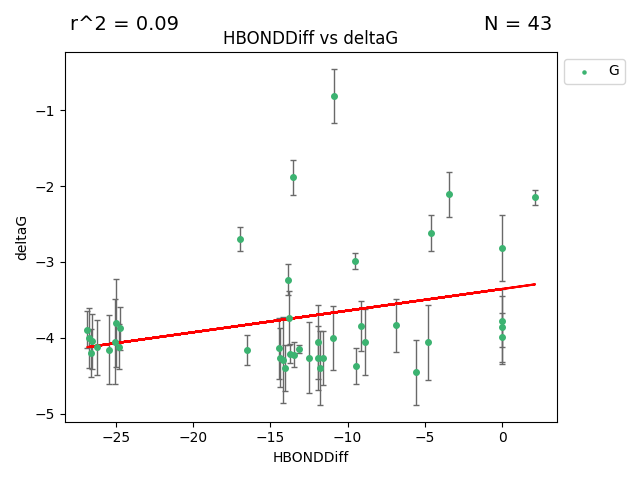 r^2 = 0.09
N = 43
HBONDDiff vs deltaG
G
deltaG
−1
−2
−3
−4
−5
−25
−20
−15
−10
−5
0
HBONDDiff